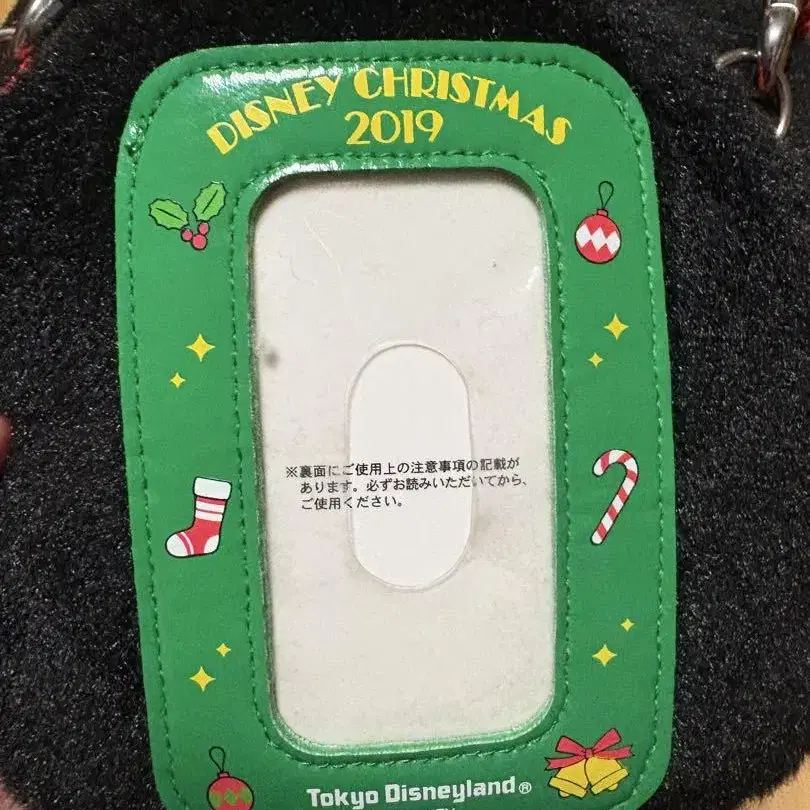 DISNEY CHRISTMAS
2019
※裏面にご使用上の注意事項の記載が
あります。必ずお読みいただいてから、
ご使用ください。
Tokyo Disneyland®